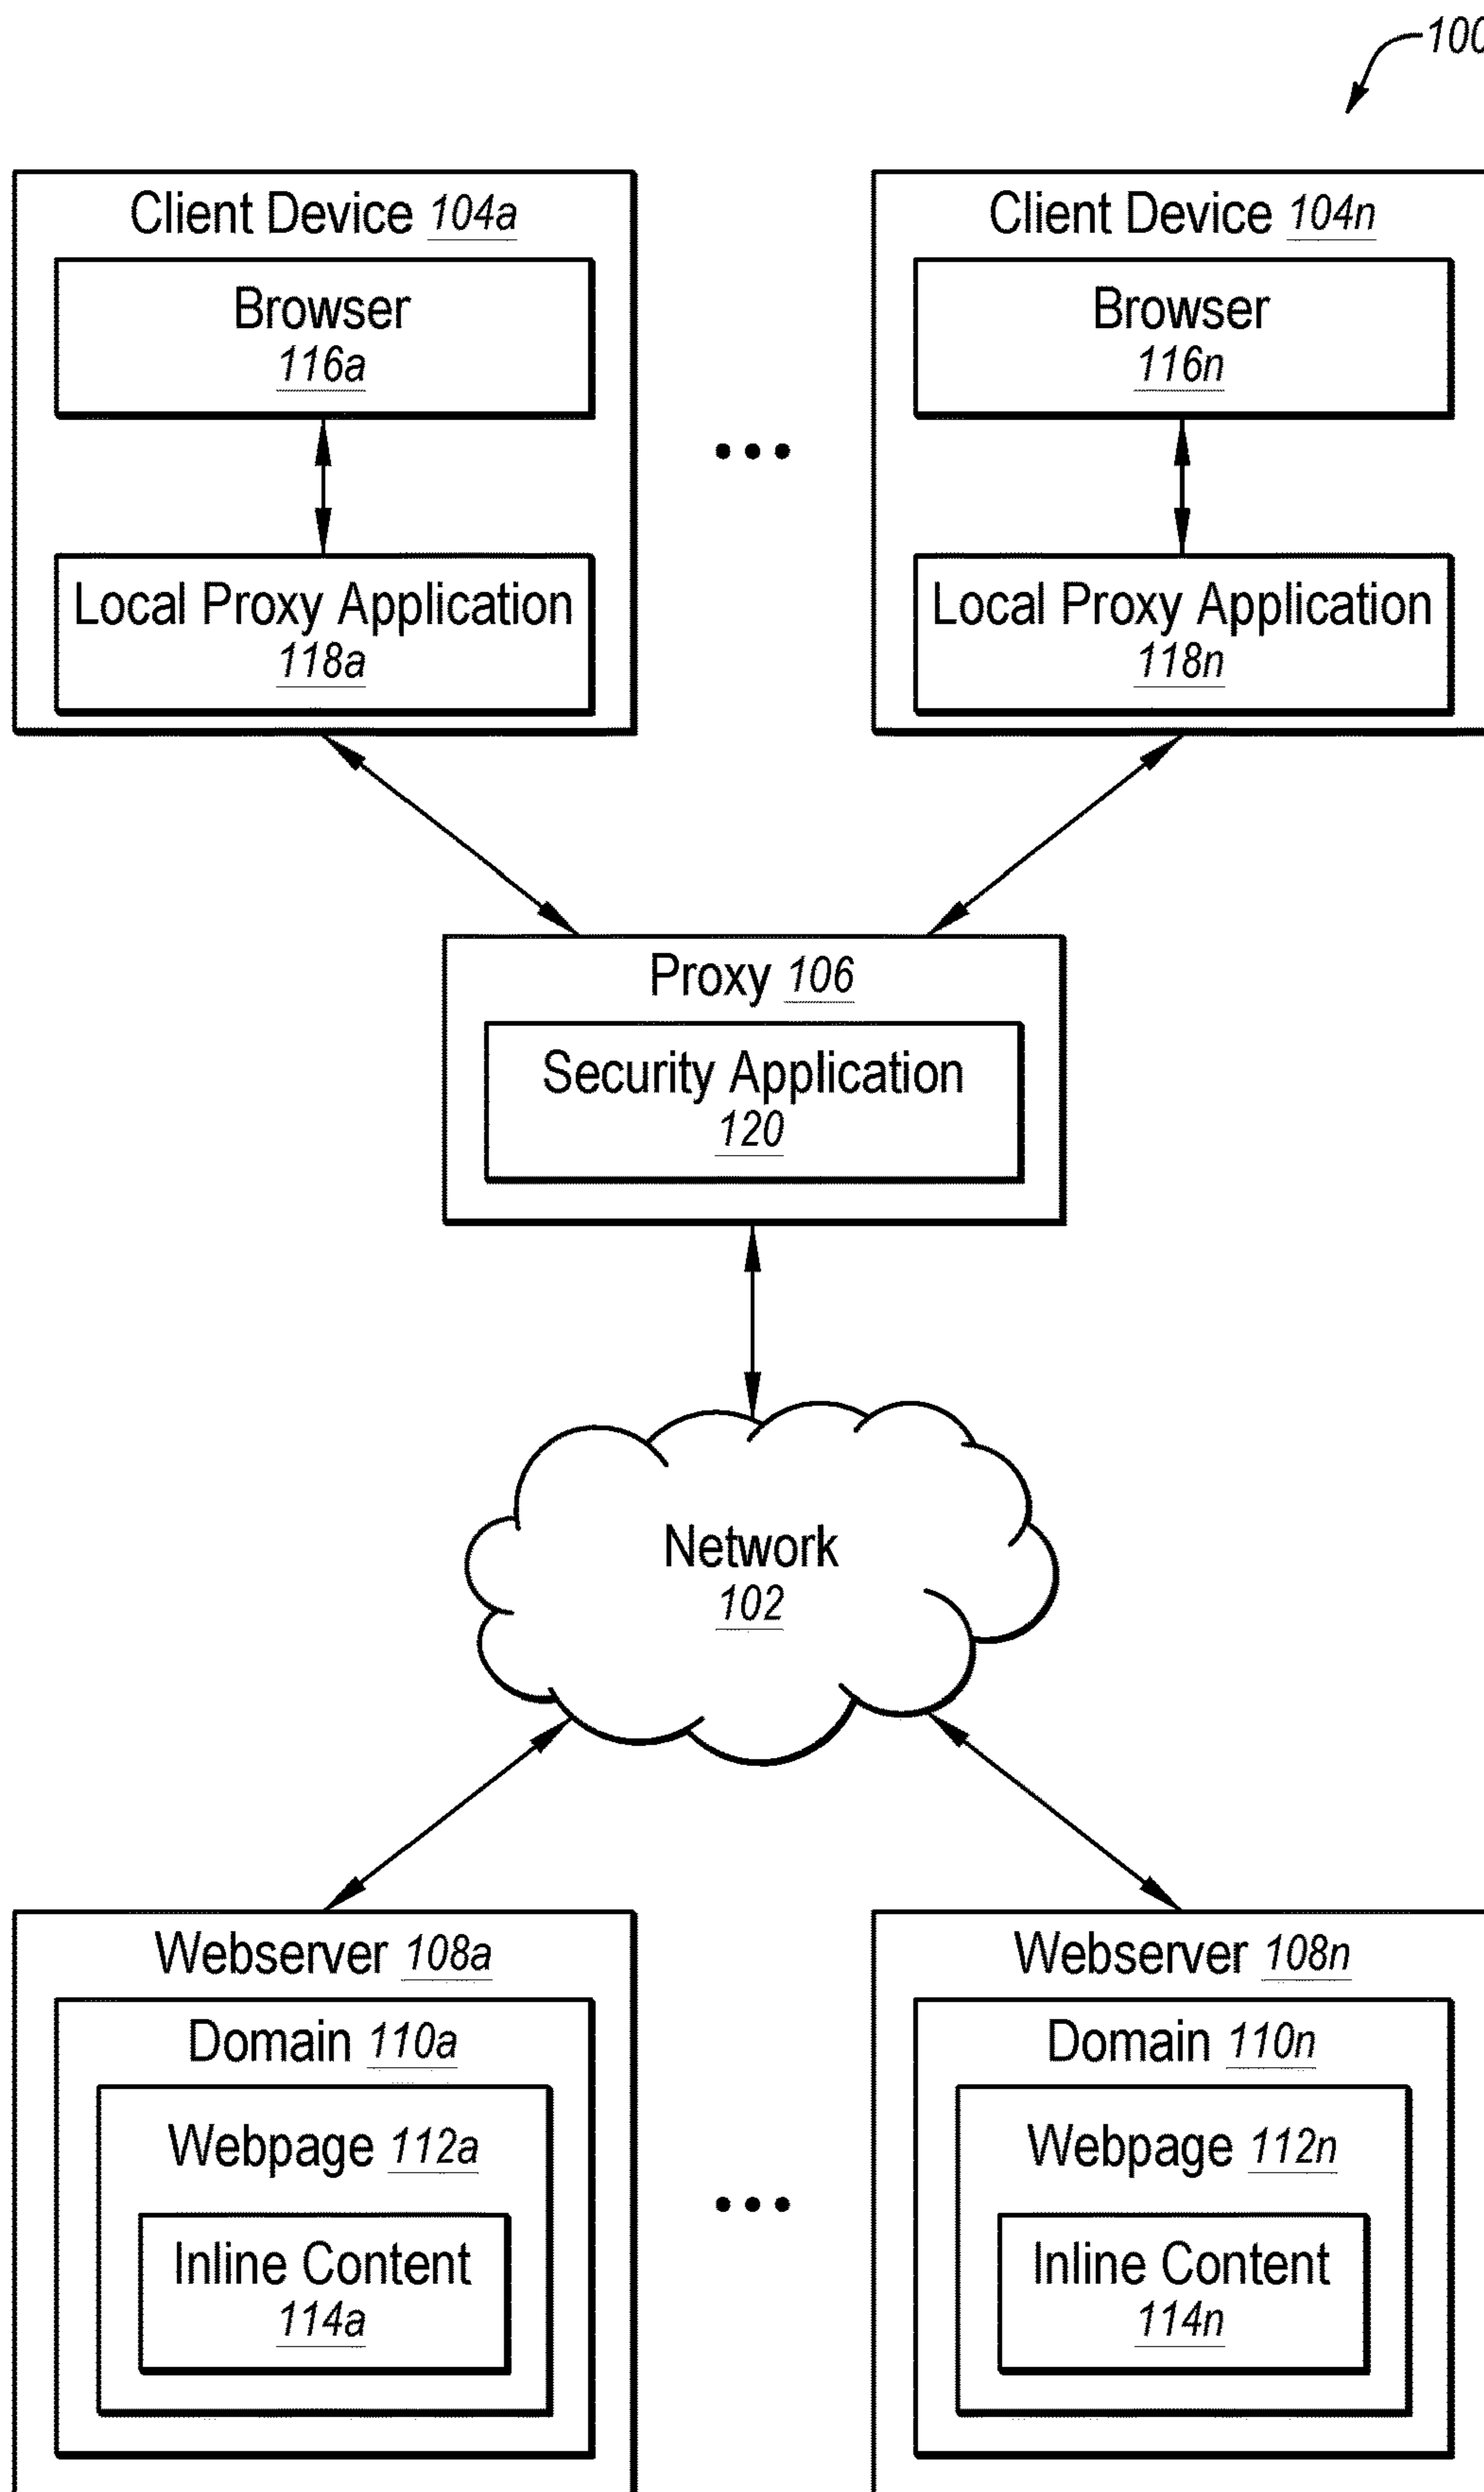 100
Client Device 104a
Browser
116a
Local Proxy Application
118a
Client Device 104n
Browser
116n
Local Proxy Application
118n
Proxy 106
Security Application
120
Network
102
Webserver 108a
Domain 110a
Webpage 112a
Inline Content
114a
Webserver 108n
Domain 110n
Webpage 112n
Inline Content
114n